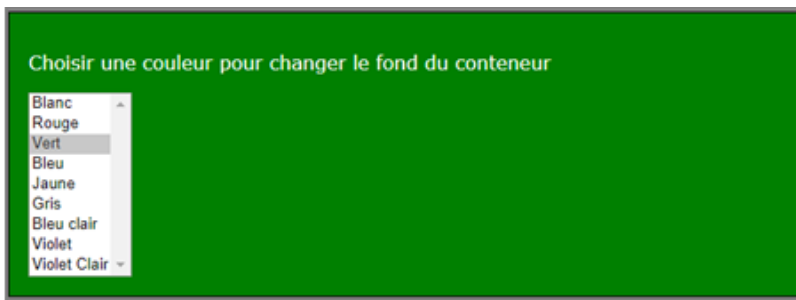 Choisir une couleur pour changer le fond du conteneur
Blanc
Rouge
Vert
Bleu
Jaune
Gris
Bleu clair
Violet
Violet Clair